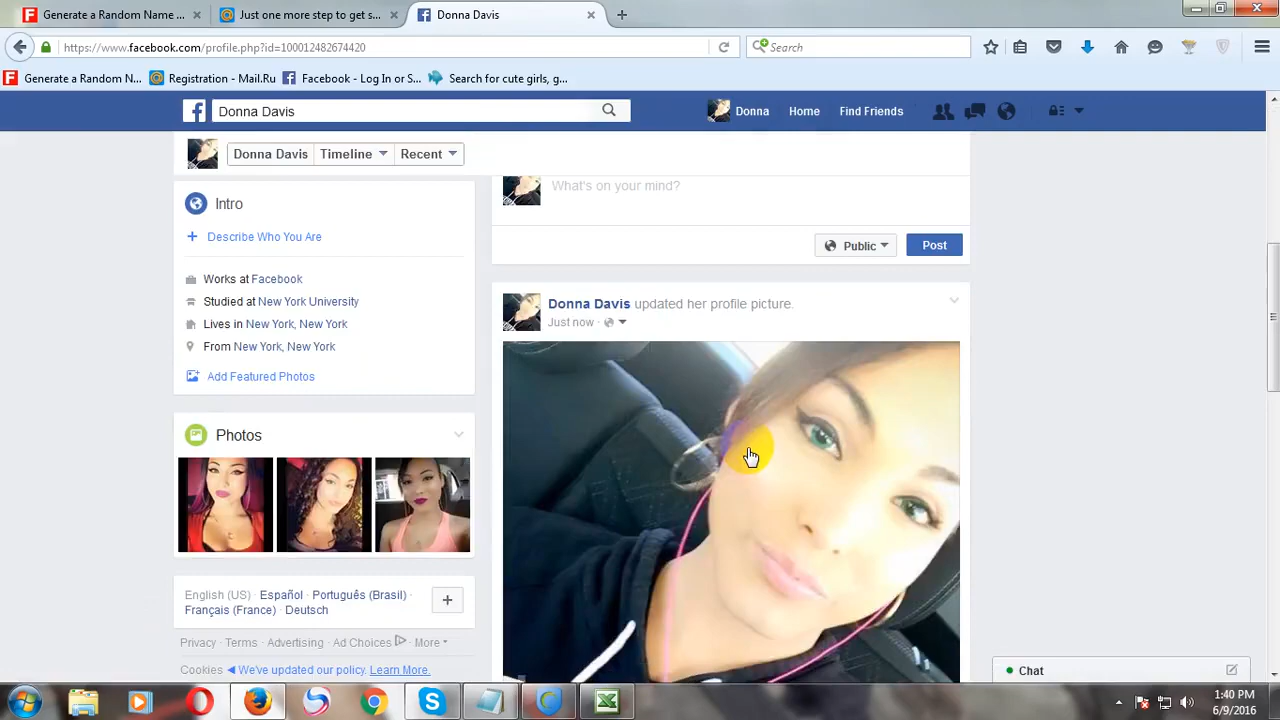 Generate a Random Name ...
Just one more step to get s...
Donna Davis
https://www.facebook.com/profile.php?id=100012482674420
Search
Generate a Random N...
Registration - Mail.Ru
Facebook - Log In or S...
Search for cute girls, g...
Donna Davis
Donna
Home
Find Friends
Donna Davis
Timeline
Recent
What's on your mind?
Public
Post
Intro
Describe Who You Are
Works at Facebook
Studied at New York University
Lives in New York, New York
From New York, New York
Add Featured Photos
Donna Davis updated her profile picture.
Just now ·
Photos
English (US) · Español · Português (Brasil) ·
Français (France) · Deutsch
Privacy · Terms · Advertising · Ad Choices · More
Cookies ◀ We've updated our policy. Learn More.
Chat
1:40 PM
6/9/2016